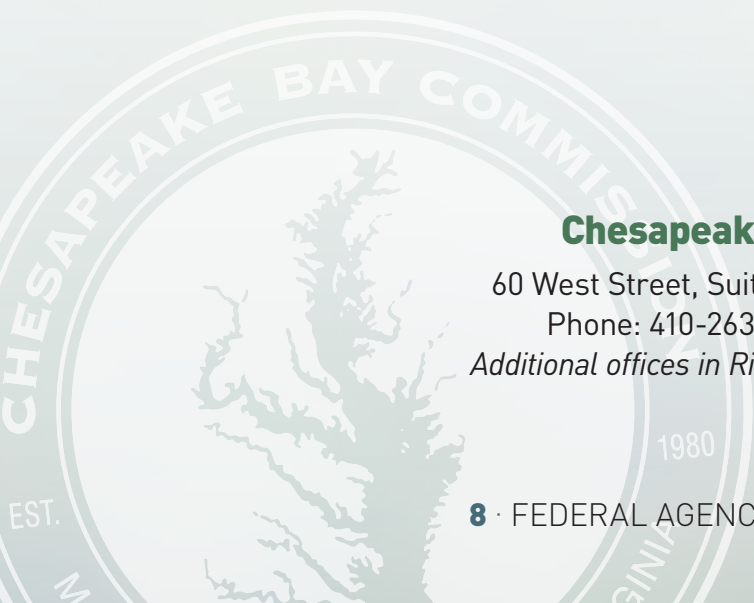 CHESAPEAKE BAY COMMISSION
Chesapeak
60 West Street, Suit
Phone: 410-263
Additional offices in Ri
1980
EST.
8 · FEDERAL AGENC
M
GINIA